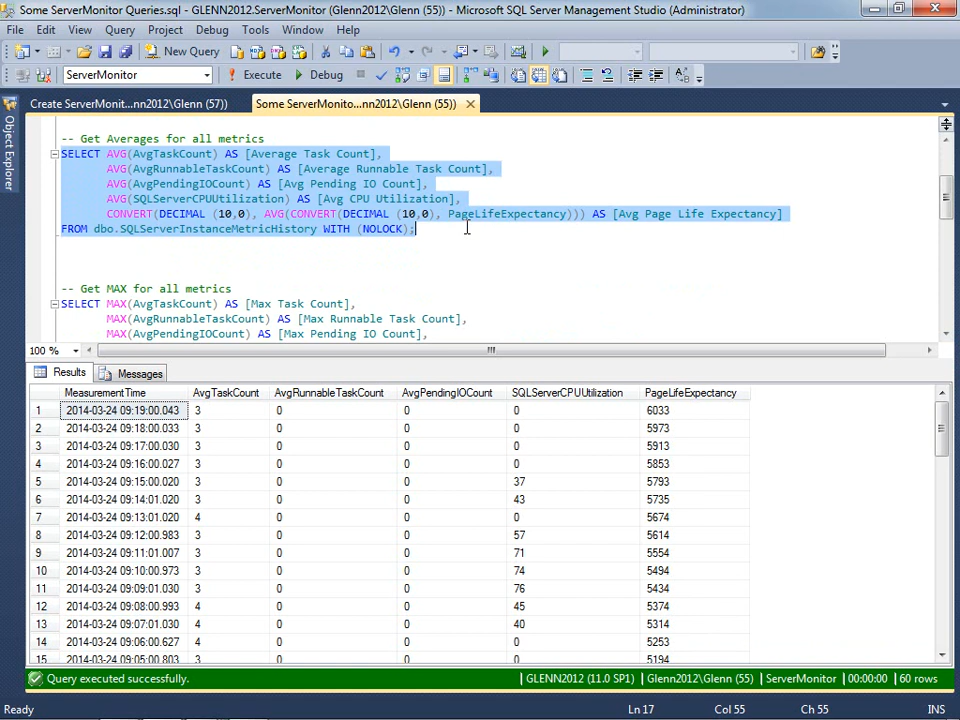 Some ServerMonitor Queries.sql - GLENN2012.ServerMonitor (Glenn2012\Glenn (55)) - Microsoft SQL Server Management Studio (Administrator)
File Edit View Query Project Debug Tools Window Help
New Query
ServerMonitor Execute Debug
Create ServerMonit...nn2012\Glenn (57)) Some ServerMonito...nn2012\Glenn (55))
Object Explorer
-- Get Averages for all metrics
SELECT AVG(AvgTaskCount) AS [Average Task Count],
AVG(AvgRunnableTaskCount) AS [Average Runnable Task Count],
AVG(AvgPendingIOCount) AS [Avg Pending IO Count],
AVG(SQLServerCPUUtilization) AS [Avg CPU Utilization],
CONVERT(DECIMAL (10,0), AVG(CONVERT(DECIMAL (10,0), PageLifeExpectancy))) AS [Avg Page Life Expectancy]
FROM dbo.SQLServerInstanceMetricHistory WITH (NOLOCK);
-- Get MAX for all metrics
SELECT MAX(AvgTaskCount) AS [Max Task Count],
MAX(AvgRunnableTaskCount) AS [Max Runnable Task Count],
MAX(AvgPendingIOCount) AS [Max Pending IO Count],
100 %
Results Messages
MeasurementTime AvgTaskCount AvgRunnableTaskCount AvgPendingIOCount SQLServerCPUUtilization PageLifeExpectancy
1 2014-03-24 09:19:00.043 3 0 0 0 6033
2 2014-03-24 09:18:00.033 3 0 0 0 5973
3 2014-03-24 09:17:00.030 3 0 0 0 5913
4 2014-03-24 09:16:00.027 3 0 0 0 5853
5 2014-03-24 09:15:00.020 3 0 0 37 5793
6 2014-03-24 09:14:01.020 3 0 0 43 5735
7 2014-03-24 09:13:01.020 4 0 0 0 5674
8 2014-03-24 09:12:00.983 3 0 0 57 5614
9 2014-03-24 09:11:01.007 3 0 0 71 5554
10 2014-03-24 09:10:00.973 3 0 0 74 5494
11 2014-03-24 09:09:01.030 3 0 0 76 5434
12 2014-03-24 09:08:00.993 4 0 0 45 5374
13 2014-03-24 09:07:01.030 4 0 0 40 5314
14 2014-03-24 09:06:00.627 4 0 0 0 5253
15 2014-03-24 09:05:00.803 3 0 0 0 5194
Query executed successfully. GLENN2012 (11.0 SP1) Glenn2012\Glenn (55) ServerMonitor 00:00:00 60 rows
Ready Ln 17 Col 55 Ch 55 INS